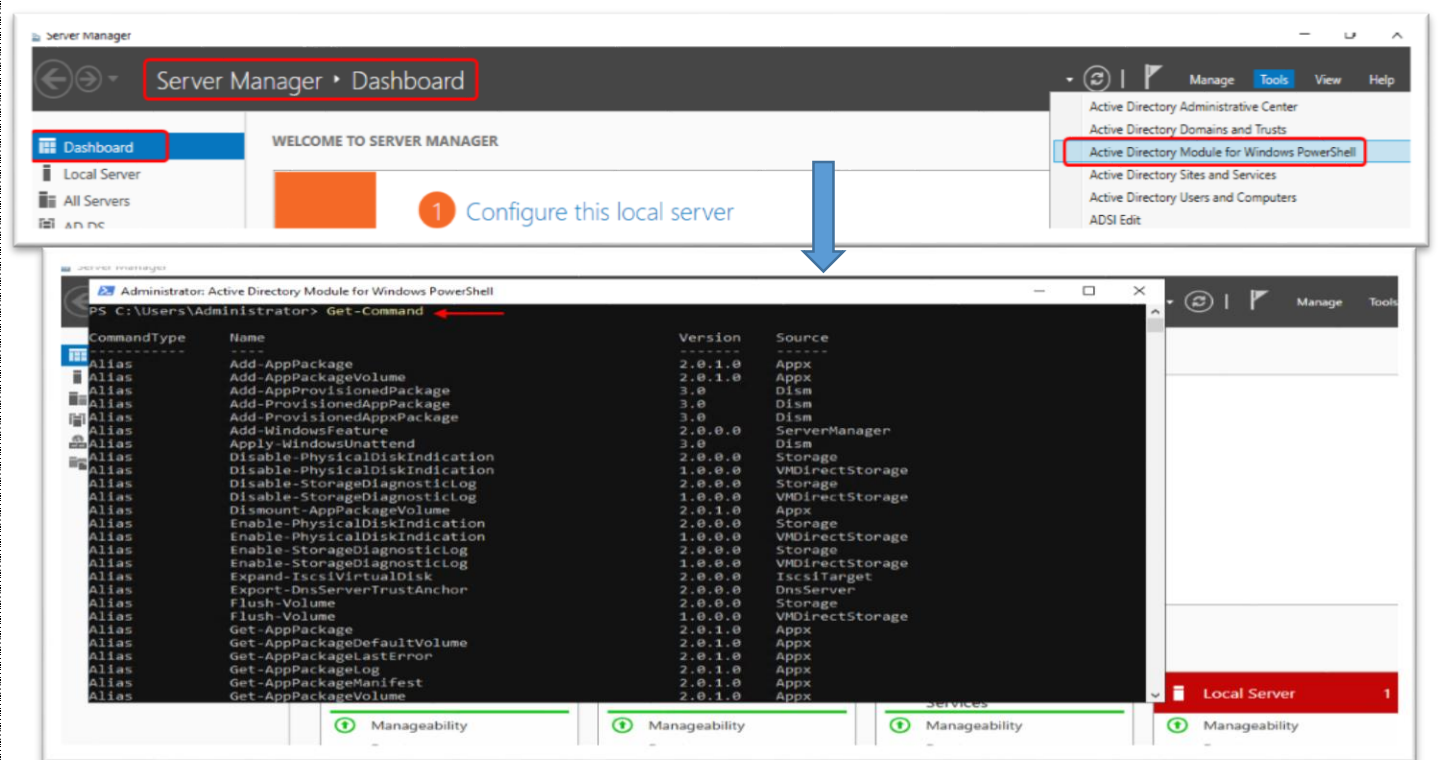 Server Manager
Server Manager • Dashboard
Manage Tools View Help
Active Directory Administrative Center
Active Directory Domains and Trusts
Active Directory Module for Windows PowerShell
Active Directory Sites and Services
Active Directory Users and Computers
ADSI Edit
Dashboard
Local Server
All Servers
AD DS
WELCOME TO SERVER MANAGER
1 Configure this local server
Server Manager
Administrator: Active Directory Module for Windows PowerShell
Manage Tools
PS C:\Users\Administrator> Get-Command
CommandType Name Version Source
----------- ---- ------- ------
Alias Add-AppPackage 2.0.1.0 Appx
Alias Add-AppPackageVolume 2.0.1.0 Appx
Alias Add-AppProvisionedPackage 3.0 Dism
Alias Add-ProvisionedAppPackage 3.0 Dism
Alias Add-ProvisionedAppxPackage 3.0 Dism
Alias Add-WindowsFeature 2.0.0.0 ServerManager
Alias Apply-WindowsUnattend 3.0 Dism
Alias Disable-PhysicalDiskIndication 2.0.0.0 Storage
Alias Disable-PhysicalDiskIndication 1.0.0.0 VMDirectStorage
Alias Disable-StorageDiagnosticLog 2.0.0.0 Storage
Alias Disable-StorageDiagnosticLog 1.0.0.0 VMDirectStorage
Alias Dismount-AppPackageVolume 2.0.1.0 Appx
Alias Enable-PhysicalDiskIndication 2.0.0.0 Storage
Alias Enable-PhysicalDiskIndication 1.0.0.0 VMDirectStorage
Alias Enable-StorageDiagnosticLog 2.0.0.0 Storage
Alias Enable-StorageDiagnosticLog 1.0.0.0 VMDirectStorage
Alias Expand-IscsiVirtualDisk 2.0.0.0 IscsiTarget
Alias Export-DnsServerTrustAnchor 2.0.0.0 DnsServer
Alias Flush-Volume 2.0.0.0 Storage
Alias Flush-Volume 1.0.0.0 VMDirectStorage
Alias Get-AppPackage 2.0.1.0 Appx
Alias Get-AppPackageDefaultVolume 2.0.1.0 Appx
Alias Get-AppPackageLastError 2.0.1.0 Appx
Alias Get-AppPackageLog 2.0.1.0 Appx
Alias Get-AppPackageManifest 2.0.1.0 Appx
Alias Get-AppPackageVolume 2.0.1.0 Appx
Services
Local Server 1
Manageability Manageability Manageability Manageability